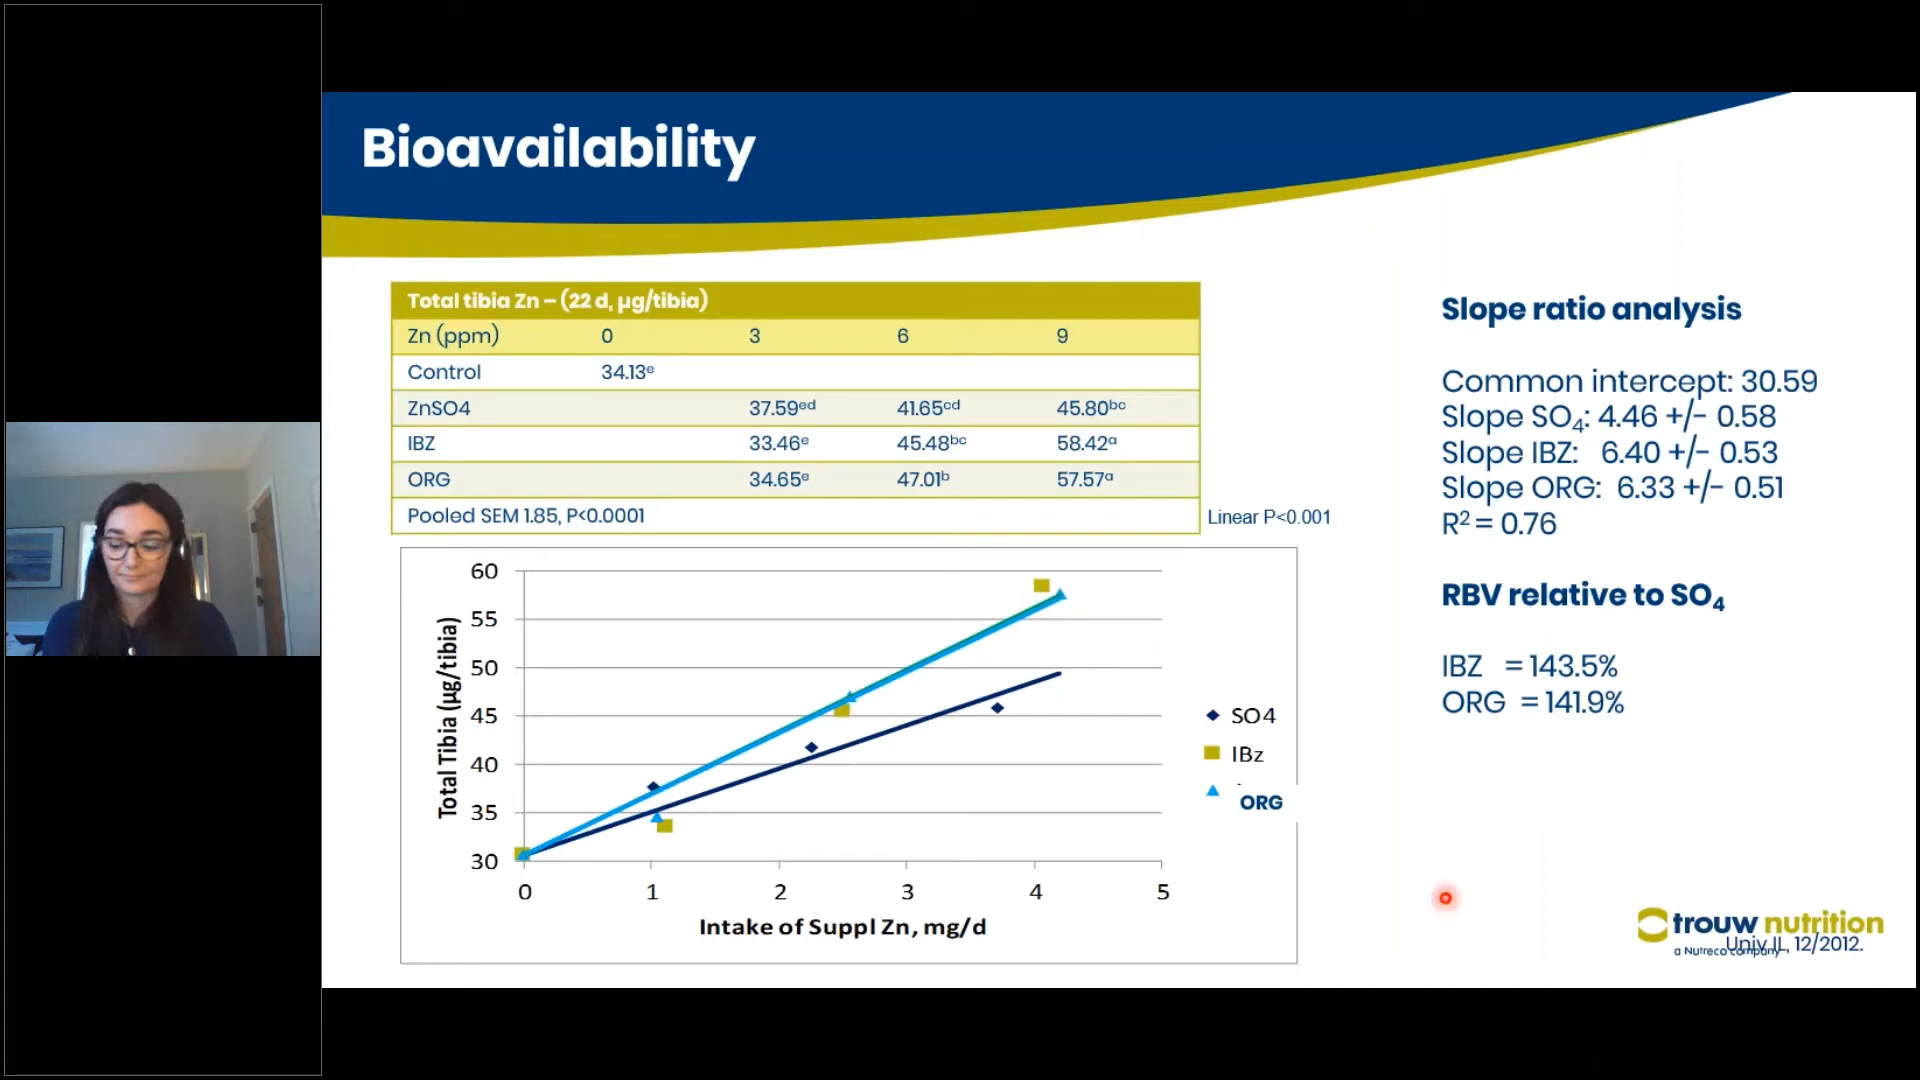 Bioavailability
Total tibia Zn – (22 d, µg/tibia)
Zn (ppm) 0 3 6 9
Control 34.13ᵉ
ZnSO4 37.59ᵉᵈ 41.65ᶜᵈ 45.80ᵇᶜ
IBZ 33.46ᵉ 45.48ᵇᶜ 58.42ᵃ
ORG 34.65ᵉ 47.01ᵇ 57.57ᵃ
Pooled SEM 1.85, P<0.0001
Linear P<0.001
60
55
50
45
40
35
30
Total Tibia (µg/tibia)
0 1 2 3 4 5
Intake of Suppl Zn, mg/d
SO4
IBz
ORG
Slope ratio analysis
Common intercept: 30.59
Slope SO₄: 4.46 +/- 0.58
Slope IBZ: 6.40 +/- 0.53
Slope ORG: 6.33 +/- 0.51
R² = 0.76
RBV relative to SO₄
IBZ = 143.5%
ORG = 141.9%
trouw nutrition
a Nutreco company
Univ IL, 12/2012.